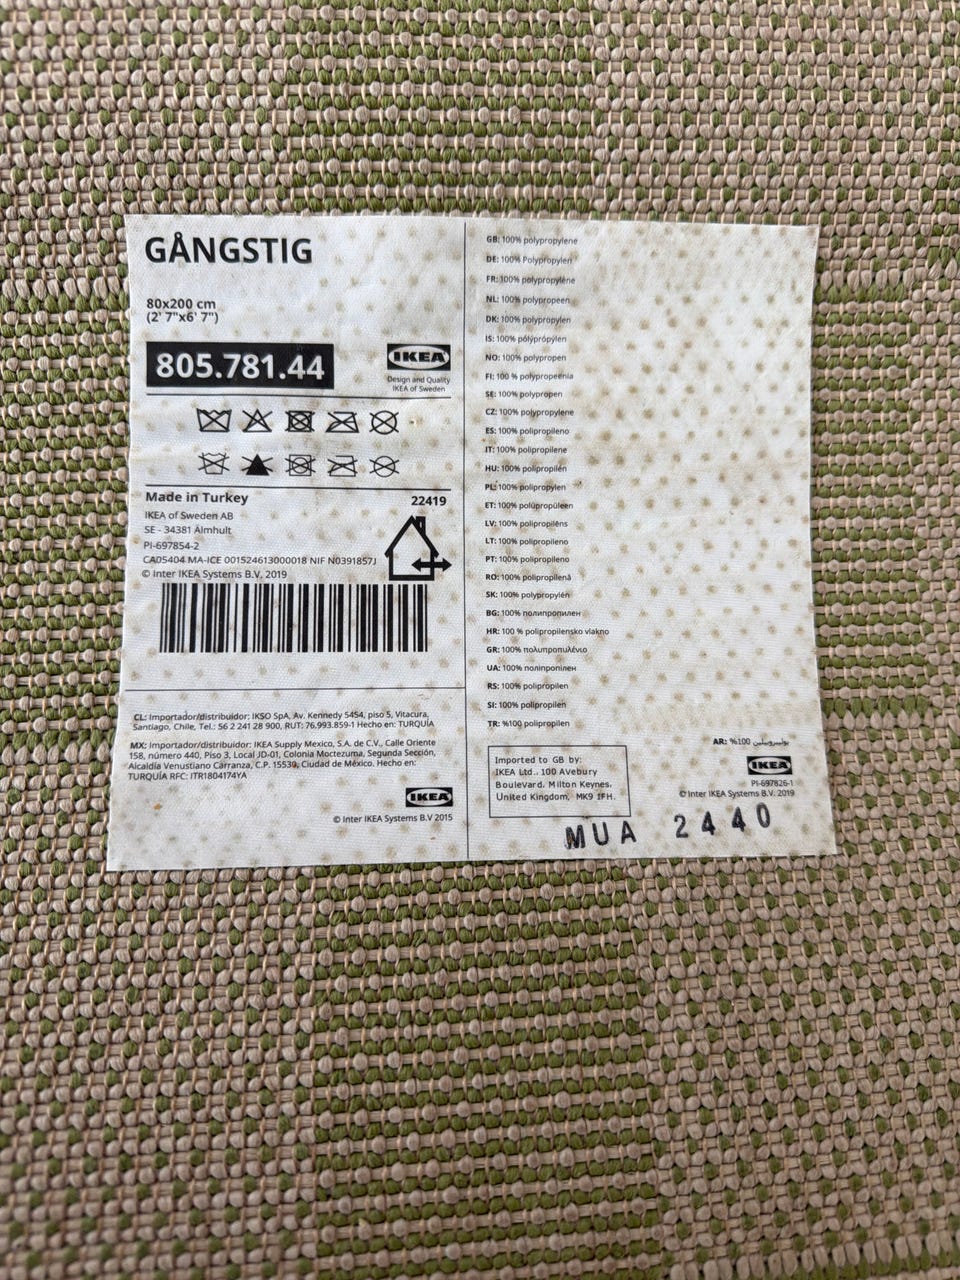 GÅNGSTIG
80x200 cm
(2' 7"x6' 7")
805.781.44
IKEA
Design and Quality
IKEA of Sweden
Made in Turkey
22419
IKEA of Sweden AB
SE - 34381 Älmhult
PI-697854-2
CA05404 MA-ICE 001524613000018 NIF N0391857J
© Inter IKEA Systems B.V. 2019
CL: Importador/distribuidor: IKSO SpA, Av. Kennedy 5454, piso 5, Vitacura,
Santiago, Chile, Tel.: 56 2 241 28 900, RUT: 76.993.859-1 Hecho en: TURQUÍA
MX: Importador/distribuidor: IKEA Supply Mexico, S.A. de C.V., Calle Oriente
158, número 440, Piso 3, Local JD-01, Colonia Moctezuma, Segunda Sección,
Alcaldía Venustiano Carranza, C.P. 15530, Ciudad de México. Hecho en:
TURQUÍA RFC: ITR1804174YA
IKEA
© Inter IKEA Systems B.V 2015
GB: 100% polypropylene
DE: 100% Polypropylen
FR: 100% polypropylène
NL: 100% polypropeen
DK: 100% polypropylen
IS: 100% pólýprópýlen
NO: 100% polypropen
FI: 100 % polypropeenia
SE: 100% polypropen
CZ: 100% polypropylene
ES: 100% polipropileno
IT: 100% polipropilene
HU: 100% polipropilén
PL: 100% polipropylen
ET: 100% polüpropüleen
LV: 100% polipropilēns
LT: 100% polipropileno
PT: 100% polipropileno
RO: 100% polipropilenă
SK: 100% polypropylén
BG: 100% полипропилен
HR: 100 % polipropilensko vlakno
GR: 100% πολυπροπυλένιο
UA: 100% поліпропілен
RS: 100% polipropilen
SI: 100% polipropilen
TR: %100 polipropilen
AR: %100 بوليبروبيلين
IKEA
PI-697826-1
© Inter IKEA Systems B.V. 2019
Imported to GB by:
IKEA Ltd., 100 Avebury
Boulevard, Milton Keynes,
United Kingdom, MK9 1FH.
MUA 2440